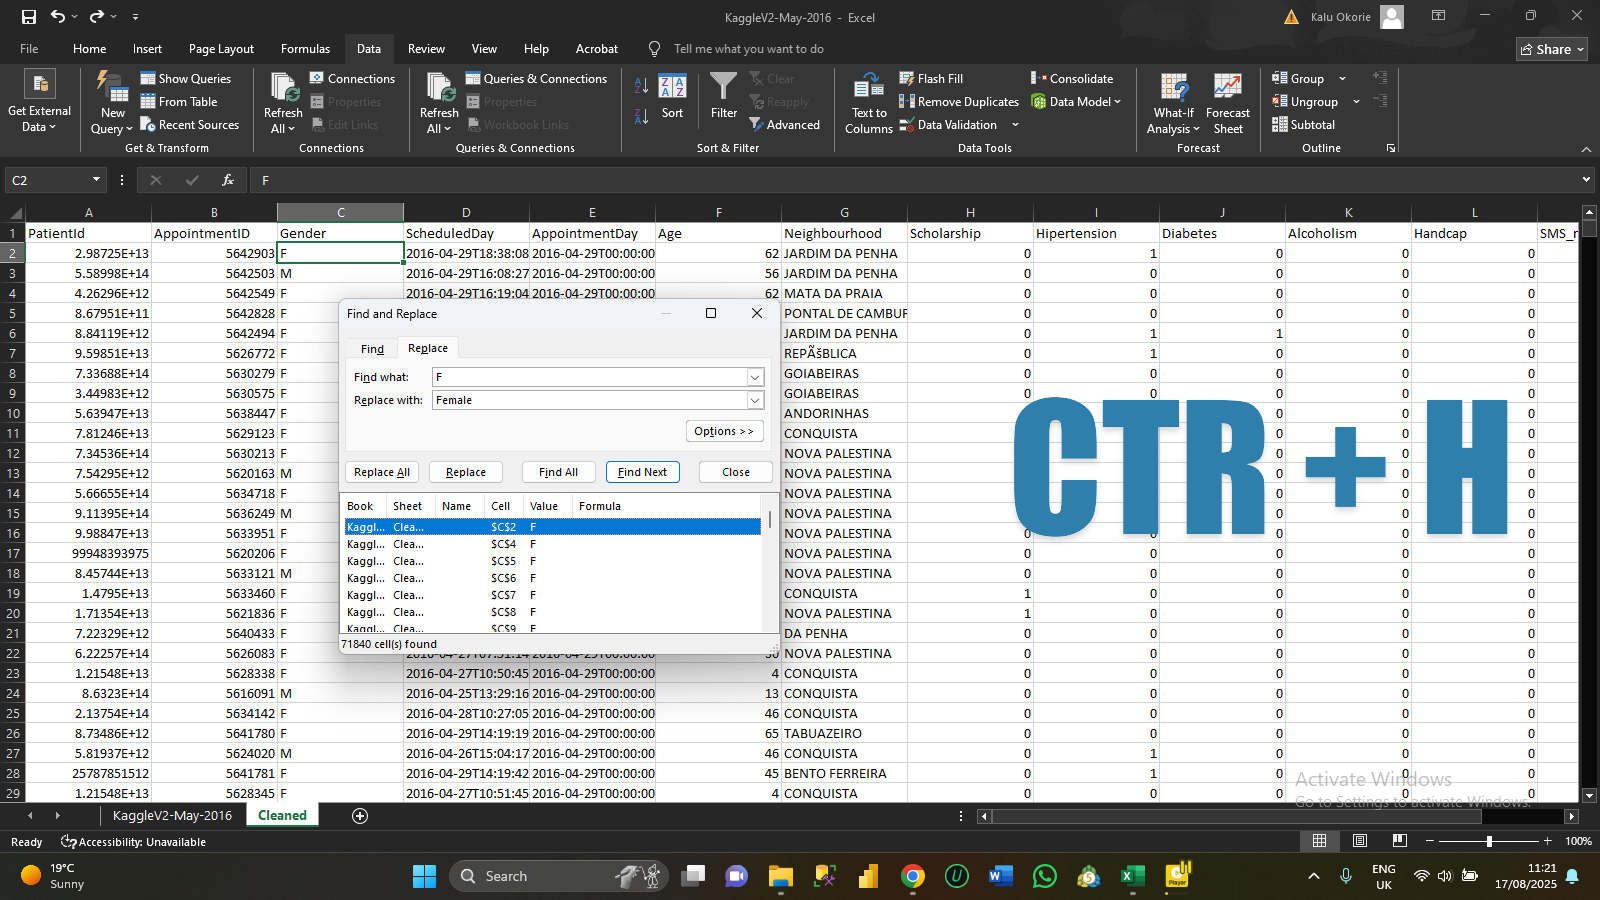 KaggleV2-May-2016 - Excel
Kalu Okorie
File Home Insert Page Layout Formulas Data Review View Help Acrobat Tell me what you want to do Share
Get External Data
New Query
Show Queries
From Table
Recent Sources
Get & Transform
Refresh All
Connections
Properties
Edit Links
Connections
Refresh All
Queries & Connections
Properties
Workbook Links
Queries & Connections
Sort
Filter
Clear
Reapply
Advanced
Sort & Filter
Text to Columns
Flash Fill
Remove Duplicates
Data Validation
Consolidate
Data Model
Data Tools
What-If Analysis
Forecast Sheet
Forecast
Group
Ungroup
Subtotal
Outline
C2 fx F
A B C D E F G H I J K L
1 PatientId AppointmentID Gender ScheduledDay AppointmentDay Age Neighbourhood Scholarship Hipertension Diabetes Alcoholism Handcap SMS_r
2 2.98725E+13 5642903 F 2016-04-29T18:38:08 2016-04-29T00:00:00 62 JARDIM DA PENHA 0 1 0 0 0
3 5.58998E+14 5642503 M 2016-04-29T16:08:27 2016-04-29T00:00:00 56 JARDIM DA PENHA 0 0 0 0 0
4 4.26296E+12 5642549 F 2016-04-29T16:19:04 2016-04-29T00:00:00 62 MATA DA PRAIA 0 0 0 0 0
5 8.67951E+11 5642828 F PONTAL DE CAMBUR 0 0 0 0 0
6 8.84119E+12 5642494 F JARDIM DA PENHA 0 1 1 0 0
7 9.59851E+13 5626772 F REPÃšBLICA 0 1 0 0 0
8 7.33688E+14 5630279 F GOIABEIRAS 0 0 0 0 0
9 3.44983E+12 5630575 F GOIABEIRAS 0 0 0 0 0
10 5.63947E+13 5638447 F ANDORINHAS 0 0 0
11 7.81246E+13 5629123 F CONQUISTA 0 0 0
12 7.34536E+14 5630213 F NOVA PALESTINA 0 0 0
13 7.54295E+12 5620163 M NOVA PALESTINA 0 0 0
14 5.66655E+14 5634718 F NOVA PALESTINA 0 0 0
15 9.11395E+14 5636249 M NOVA PALESTINA 0 0 0
16 9.98847E+13 5633951 F NOVA PALESTINA 0 0 0 0 0
17 99948393975 5620206 F NOVA PALESTINA 0 0 0 0 0
18 8.45744E+13 5633121 M NOVA PALESTINA 0 0 0 0 0
19 1.4795E+13 5633460 F CONQUISTA 1 0 0 0 0
20 1.71354E+13 5621836 F NOVA PALESTINA 1 0 0 0 0
21 7.22329E+12 5640433 F DA PENHA 0 0 0 0 0
22 6.22257E+14 5626083 F 2016-04-27T07:51:14 2016-04-29T00:00:00 30 NOVA PALESTINA 0 0 0 0 0
23 1.21548E+13 5628338 F 2016-04-27T10:50:45 2016-04-29T00:00:00 4 CONQUISTA 0 0 0 0 0
24 8.6323E+14 5616091 M 2016-04-25T13:29:16 2016-04-29T00:00:00 13 CONQUISTA 0 0 0 0 0
25 2.13754E+14 5634142 F 2016-04-28T10:27:05 2016-04-29T00:00:00 46 CONQUISTA 0 0 0 0 0
26 8.73486E+12 5641780 F 2016-04-29T14:19:19 2016-04-29T00:00:00 65 TABUAZEIRO 0 0 0 0 0
27 5.81937E+12 5624020 M 2016-04-26T15:04:17 2016-04-29T00:00:00 46 CONQUISTA 0 1 0 0 0
28 25787851512 5641781 F 2016-04-29T14:19:42 2016-04-29T00:00:00 45 BENTO FERREIRA 0 1 0 0 0
29 1.21548E+13 5628345 F 2016-04-27T10:51:45 2016-04-29T00:00:00 4 CONQUISTA 0 0 0 0 0
Find and Replace
Find Replace
Find what: F
Replace with: Female
Options >>
Replace All Replace Find All Find Next Close
Book Sheet Name Cell Value Formula
Kaggl... Clea... $C$2 F
Kaggl... Clea... $C$4 F
Kaggl... Clea... $C$5 F
Kaggl... Clea... $C$6 F
Kaggl... Clea... $C$7 F
Kaggl... Clea... $C$8 F
Kaggl... Clea... $C$9 F
71840 cell(s) found
CTR + H
Activate Windows
Go to Settings to activate Windows.
KaggleV2-May-2016 Cleaned
Ready Accessibility: Unavailable 100%
19°C
Sunny
Search
Player
ENG
UK
11:21
17/08/2025